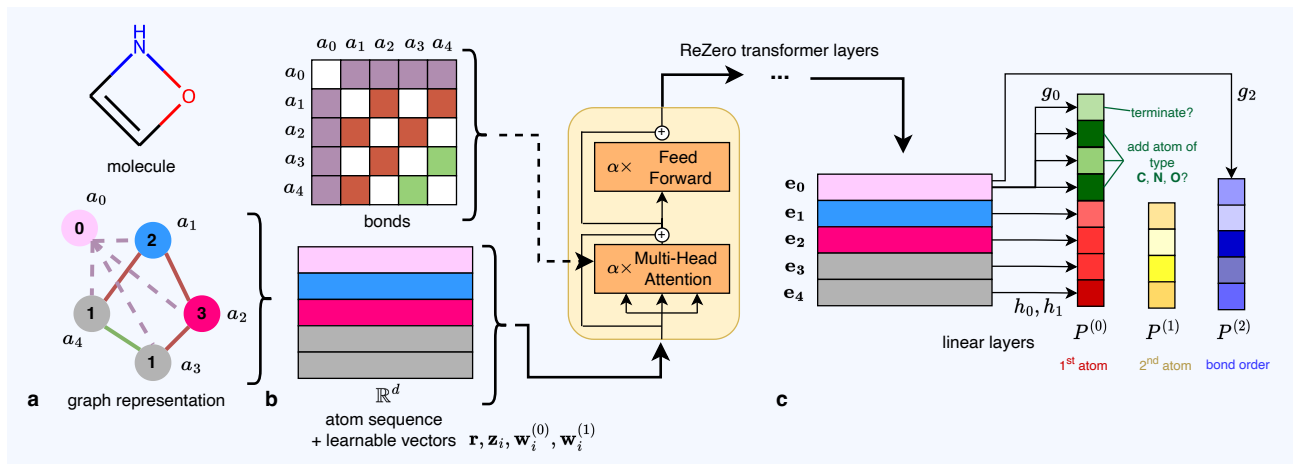 H
N
O
molecule
a₀
0
2
a₁
3
a₂
1
a₄
1
a₃
a
graph representation
a₀ a₁ a₂ a₃ a₄
a₀
a₁
a₂
a₃
a₄
bonds
b
ℝᵈ
atom sequence
+ learnable vectors r, zᵢ, wᵢ⁽⁰⁾, wᵢ⁽¹⁾
ReZero transformer layers
...
+
α× Feed
Forward
+
α× Multi-Head
Attention
c
e₀
e₁
e₂
e₃
e₄
g₀
g₂
terminate?
add atom of
type
C, N, O?
h₀, h₁
linear layers
P⁽⁰⁾
P⁽¹⁾
P⁽²⁾
1ˢᵗ atom
2ⁿᵈ atom
bond order